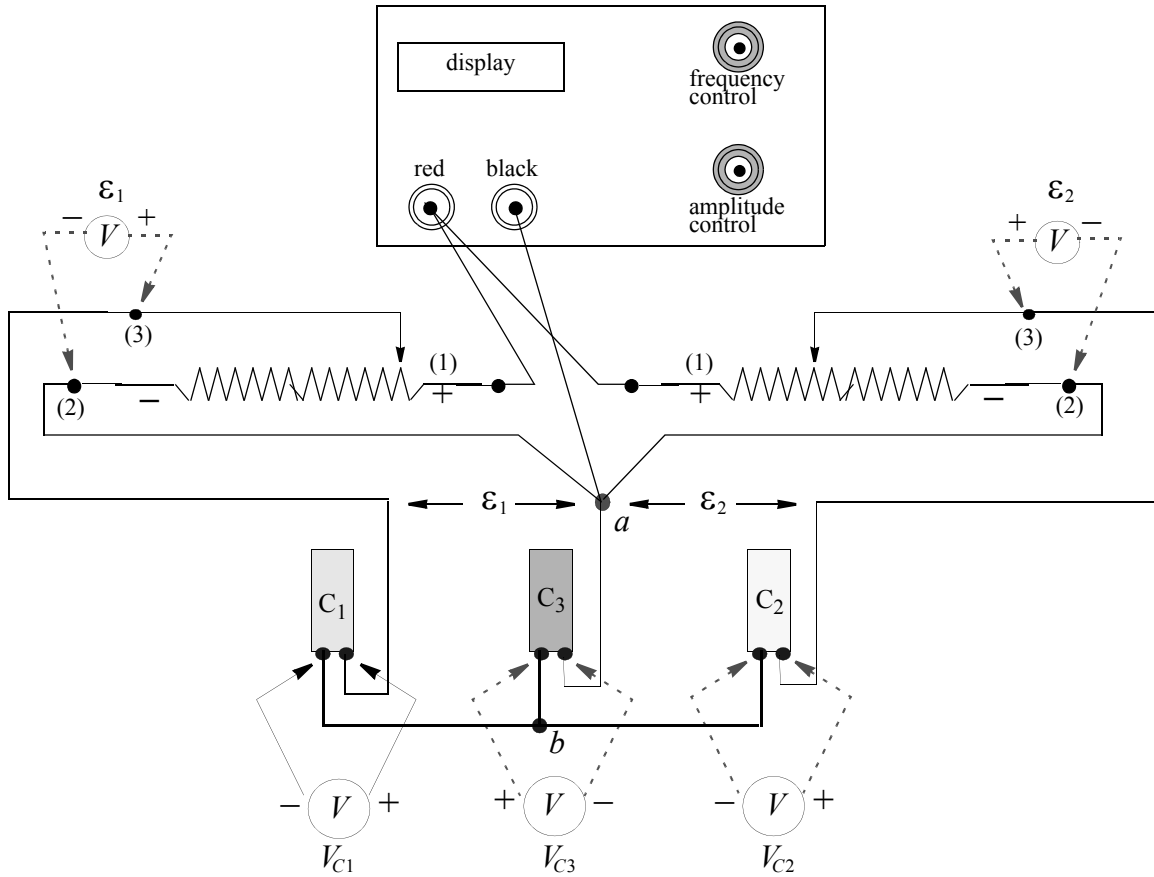 display
frequency
control
red black
amplitude
control
ε1 ε2
− V + + V −
(3) (3)
(1) (1)
(2) − + + − (2)
ε1 ε2
a
C1 C3 C2
b
− V + + V − − V +
VC1 VC3 VC2